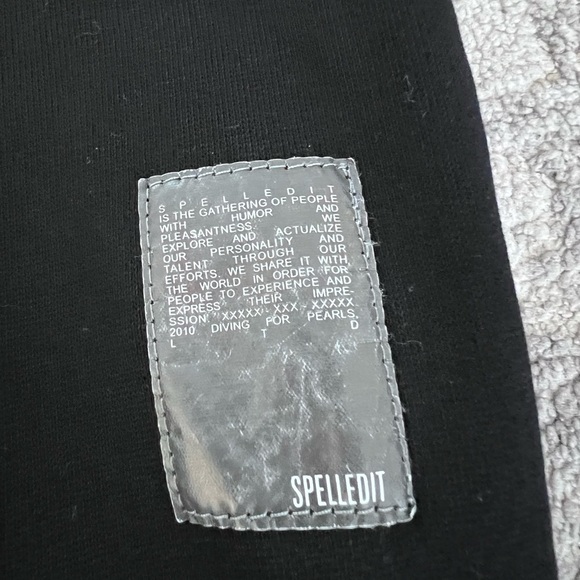 S P E L L E D I T
IS THE GATHERING OF PEOPLE
WITH HUMOR AND
PLEASANTNESS. WE
EXPLORE AND ACTUALIZE
OUR PERSONALITY AND
TALENT THROUGH OUR
EFFORTS. WE SHARE IT WITH
THE WORLD IN ORDER FOR
PEOPLE TO EXPERIENCE AND
EXPRESS THEIR IMPRE-
SSION. XXXXX. XXX - XXXXX.
2010 DIVING FOR PEARLS.
L T D
SPELLEDIT